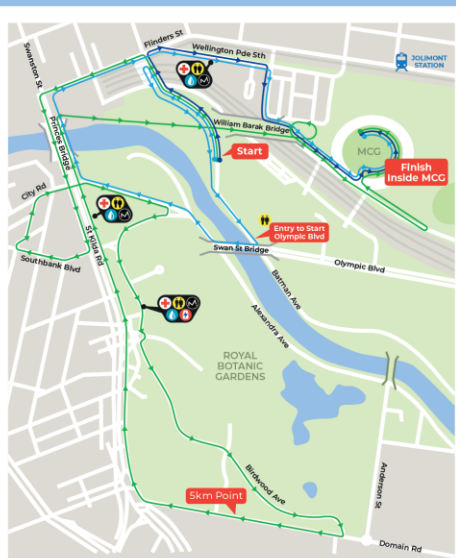 Flinders St
Wellington Pde Sth
JOLIMONT
STATION
Swanston St
William Barak Bridge
Princes Bridge
Start
MCG
Finish
Inside MCG
City Rd
St Kilda Rd
Entry to Start
Olympic Blvd
Swan St Bridge
Olympic Blvd
Southbank Blvd
Batman Ave
Alexandra Ave
ROYAL
BOTANIC
GARDENS
Birdwood Ave
Anderson St
5km Point
Domain Rd